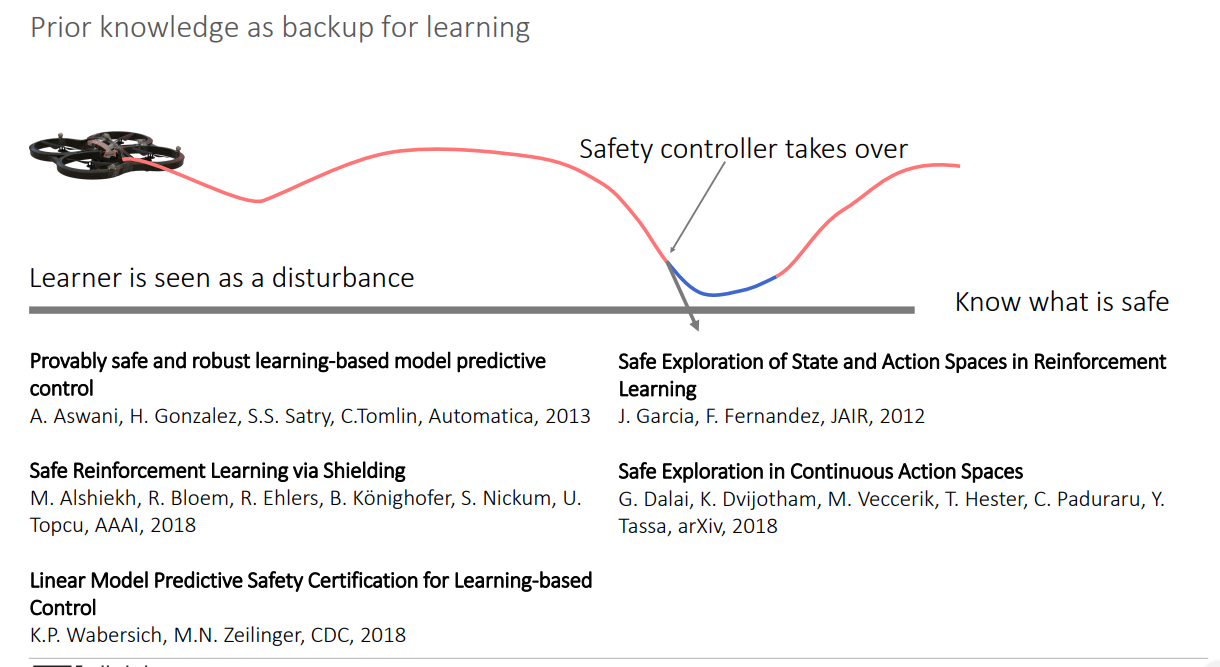 Prior knowledge as backup for learning
Safety controller takes over
Learner is seen as a disturbance
Know what is safe
Provably safe and robust learning-based model predictive
control
A. Aswani, H. Gonzalez, S.S. Satry, C.Tomlin, Automatica, 2013
Safe Reinforcement Learning via Shielding
M. Alshiekh, R. Bloem, R. Ehlers, B. Könighofer, S. Nickum, U.
Topcu, AAAI, 2018
Linear Model Predictive Safety Certification for Learning-based
Control
K.P. Wabersich, M.N. Zeilinger, CDC, 2018
Safe Exploration of State and Action Spaces in Reinforcement
Learning
J. Garcia, F. Fernandez, JAIR, 2012
Safe Exploration in Continuous Action Spaces
G. Dalai, K. Dvijotham, M. Veccerik, T. Hester, C. Paduraru, Y.
Tassa, arXiv, 2018